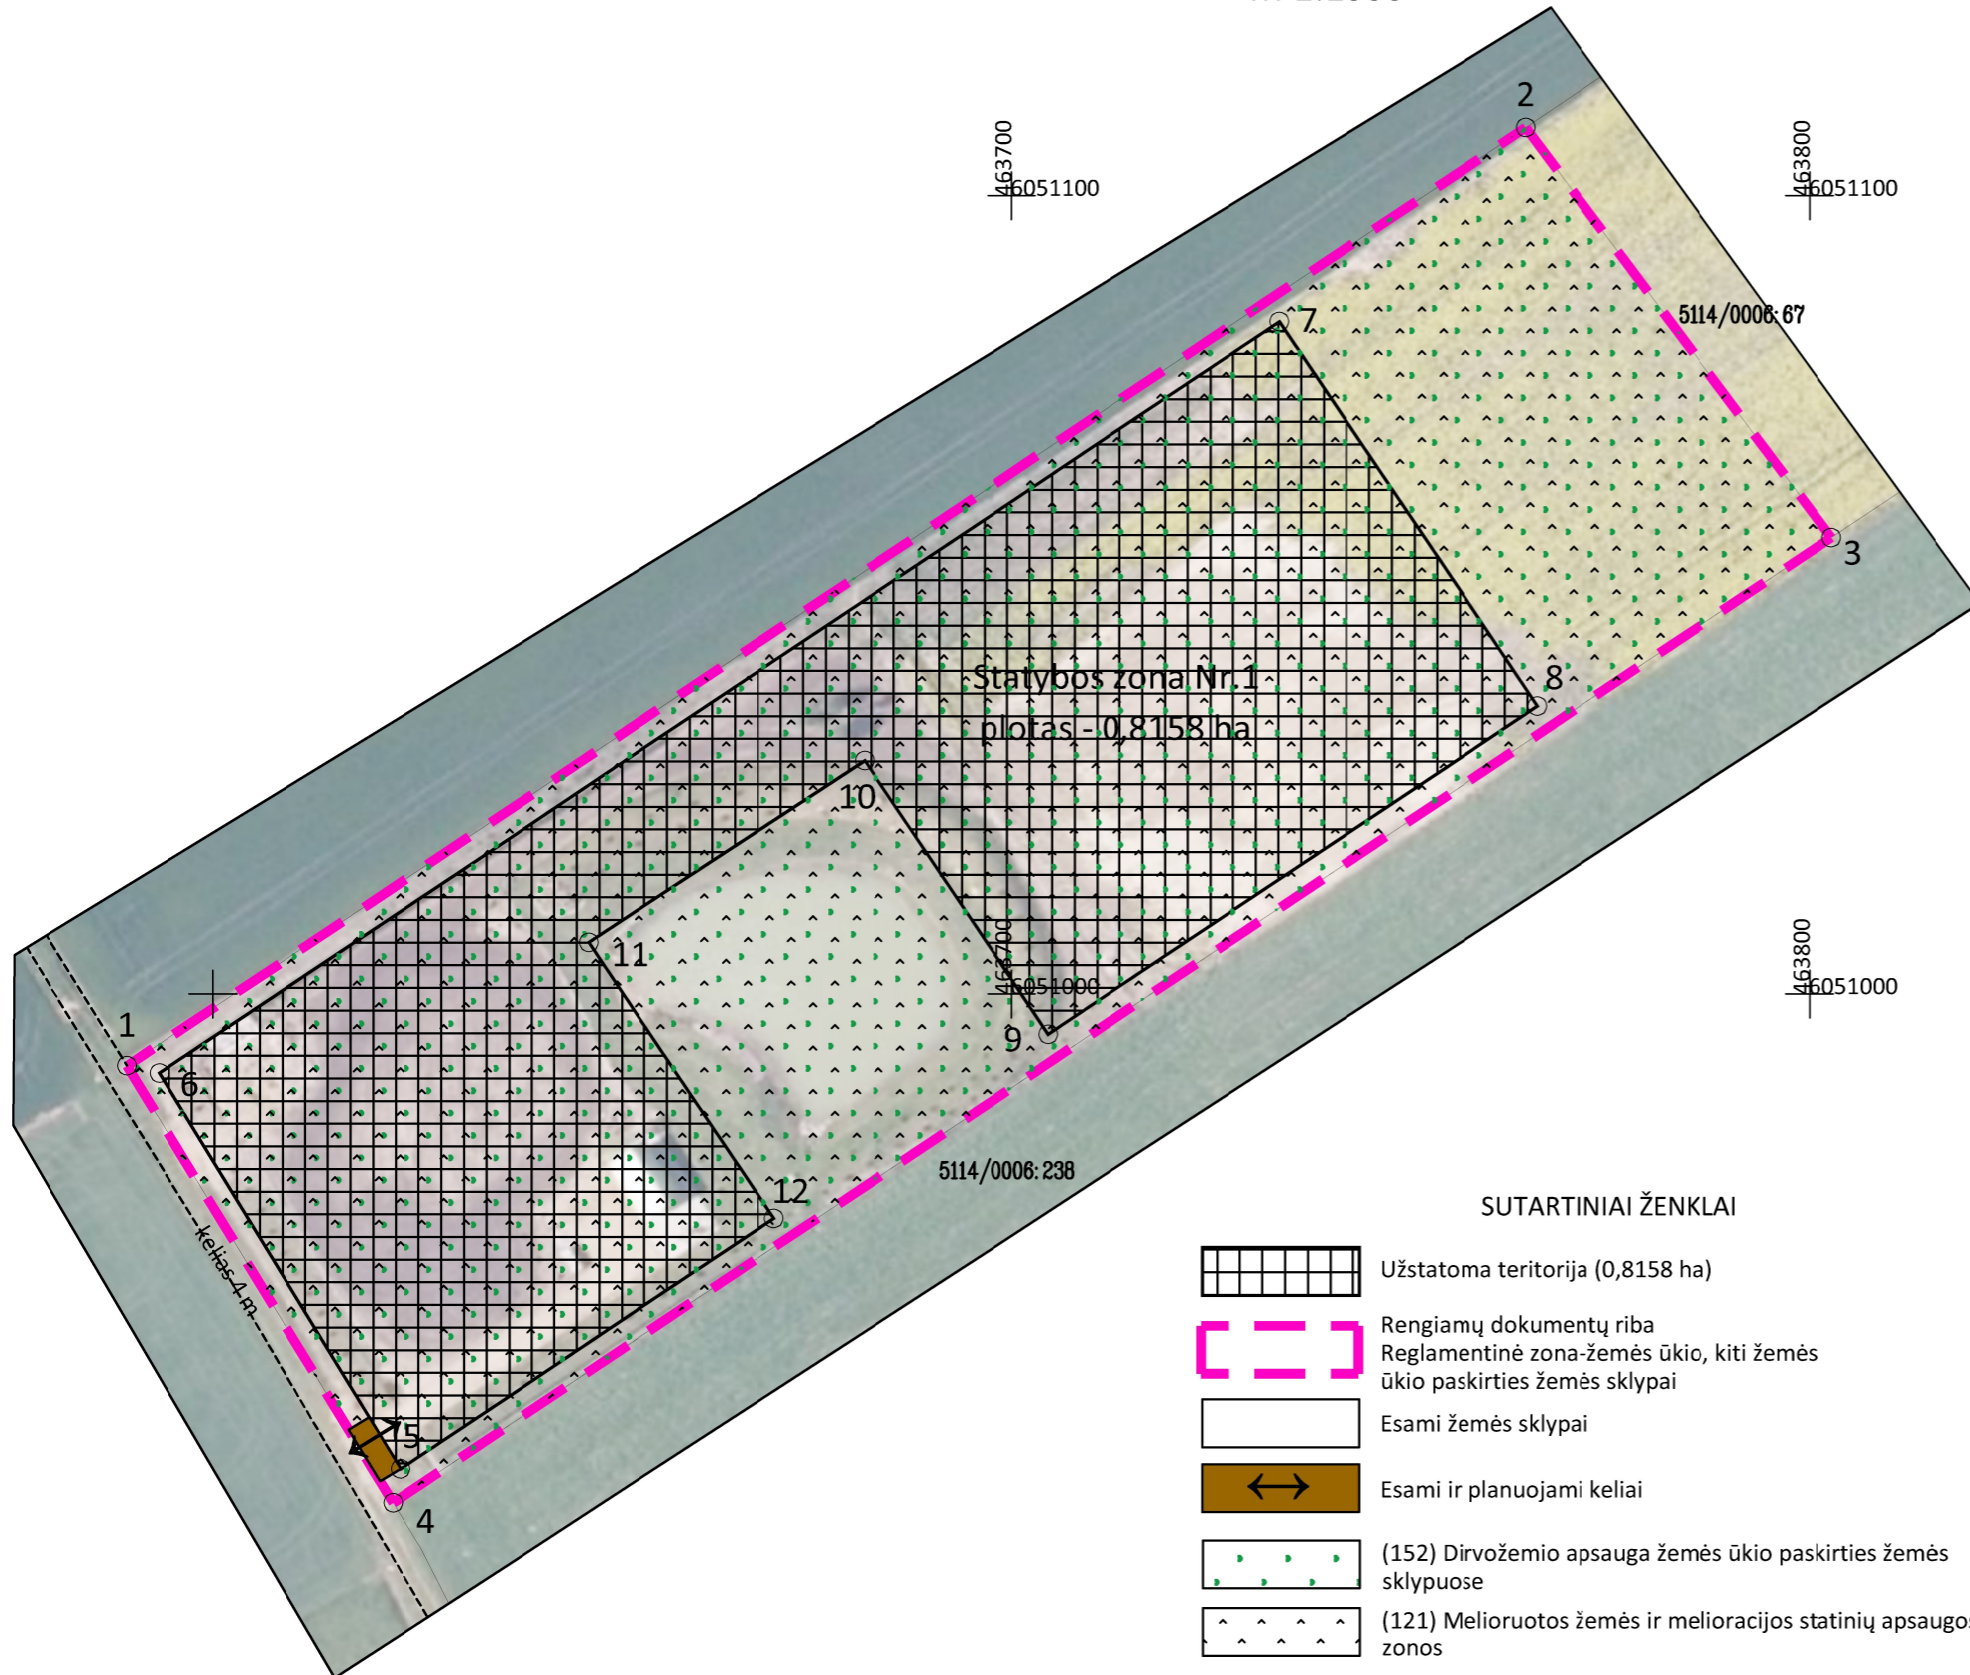 2
463700
6051100
463800
6051100
7
5114/0006:67
3
Statybos zona Nr.1
plotas - 0,8158 ha
8
10
11
463700
6051000
463800
6051000
1
9
6
5114/0006:238
12
kelias 4 m
5
4
SUTARTINIAI ŽENKLAI
Užstatoma teritorija (0,8158 ha)
Rengiamų dokumentų riba
Reglamentinė zona-žemės ūkio, kiti žemės
ūkio paskirties žemės sklypai
Esami žemės sklypai
Esami ir planuojami keliai
(152) Dirvožemio apsauga žemės ūkio paskirties žemės
sklypuose
(121) Melioruotos žemės ir melioracijos statinių apsaugos
zonos